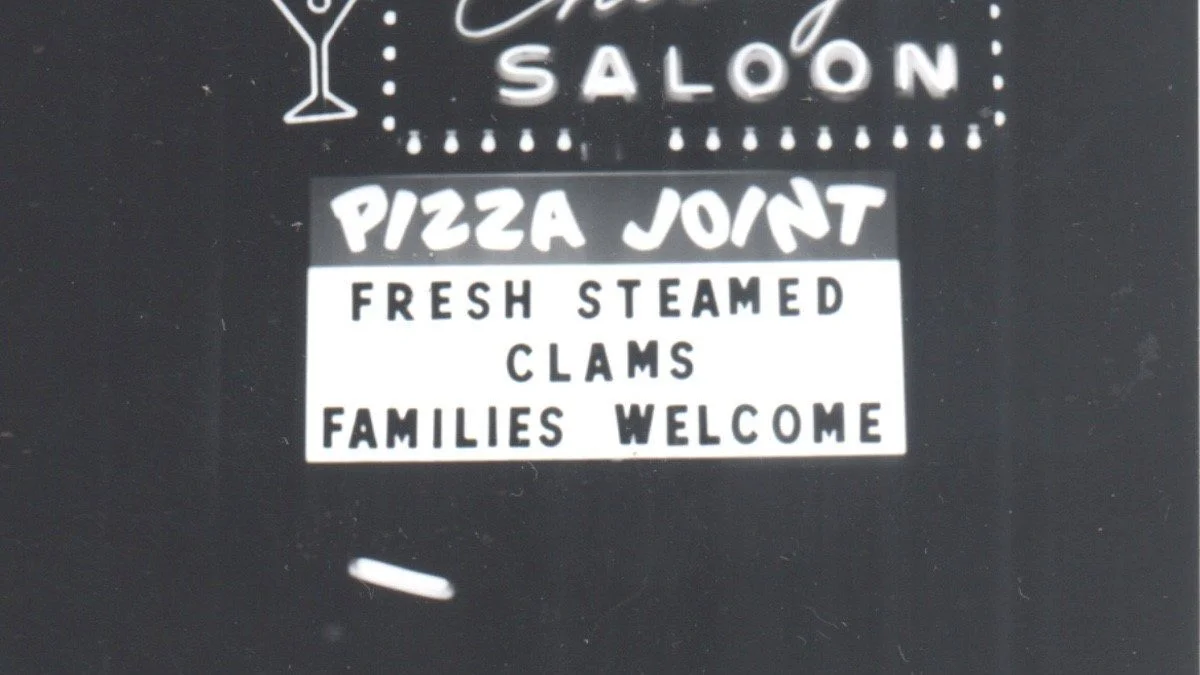 SALOON
PIZZA JOINT
FRESH STEAMED
CLAMS
FAMILIES WELCOME